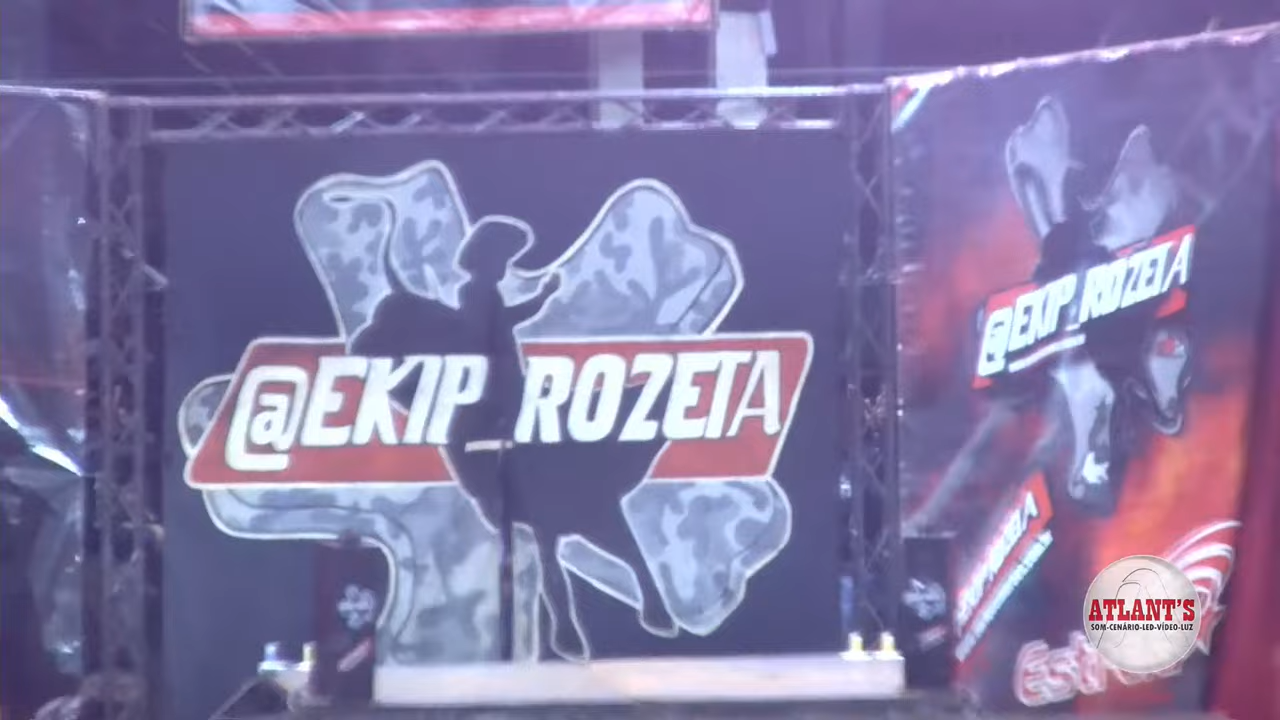 @EKIP_ROZETA
@EKIP_ROZETA
ATLANT'S
SOM-CENÁRIO-LED-VÍDEO-LUZ